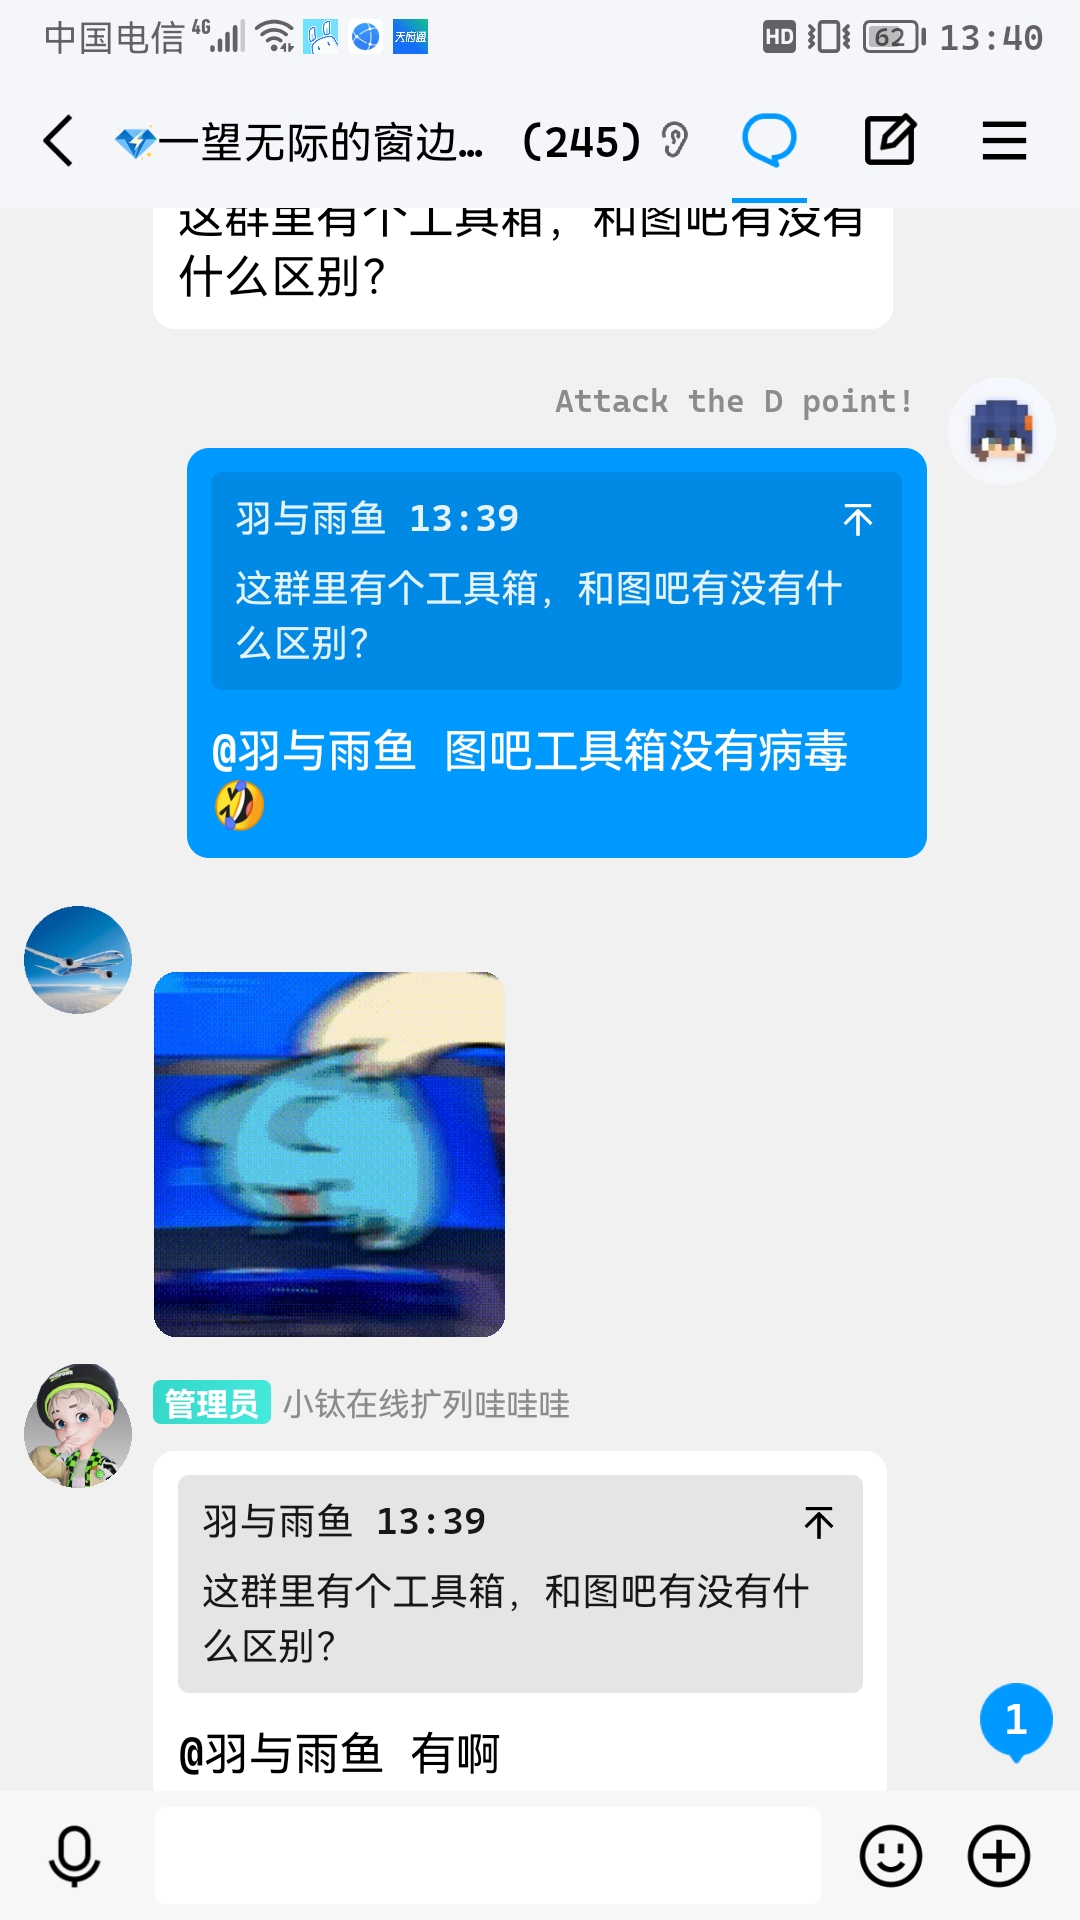 中国电信 4G HD 62 13:40
天府通
一望无际的窗边... (245)
这群里有个工具箱，和图吧有没有
什么区别？
Attack the D point!
羽与雨鱼 13:39
这群里有个工具箱，和图吧有没有什
么区别？
@羽与雨鱼 图吧工具箱没有病毒
🤣
管理员 小钛在线扩列哇哇哇
羽与雨鱼 13:39
这群里有个工具箱，和图吧有没有什
么区别？
1
@羽与雨鱼 有啊